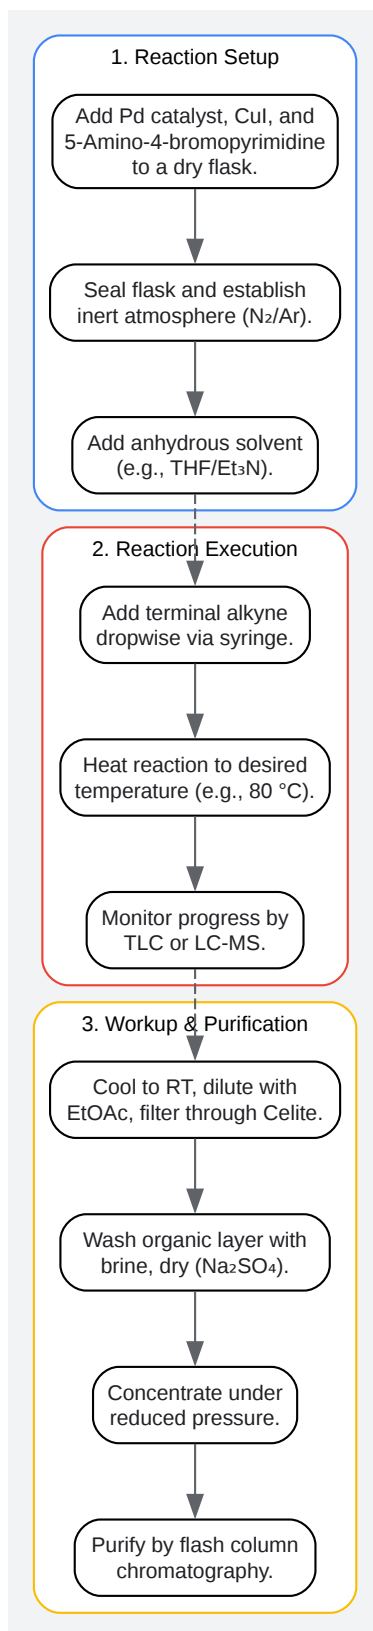 1. Reaction Setup
Add Pd catalyst, CuI, and
5-Amino-4-bromopyrimidine
to a dry flask.
Seal flask and establish
inert atmosphere (N₂/Ar).
Add anhydrous solvent
(e.g., THF/Et₃N).
2. Reaction Execution
Add terminal alkyne
dropwise via syringe.
Heat reaction to desired
temperature (e.g., 80 °C).
Monitor progress by
TLC or LC-MS.
3. Workup & Purification
Cool to RT, dilute with
EtOAc, filter through Celite.
Wash organic layer with
brine, dry (Na₂SO₄).
Concentrate under
reduced pressure.
Purify by flash column
chromatography.